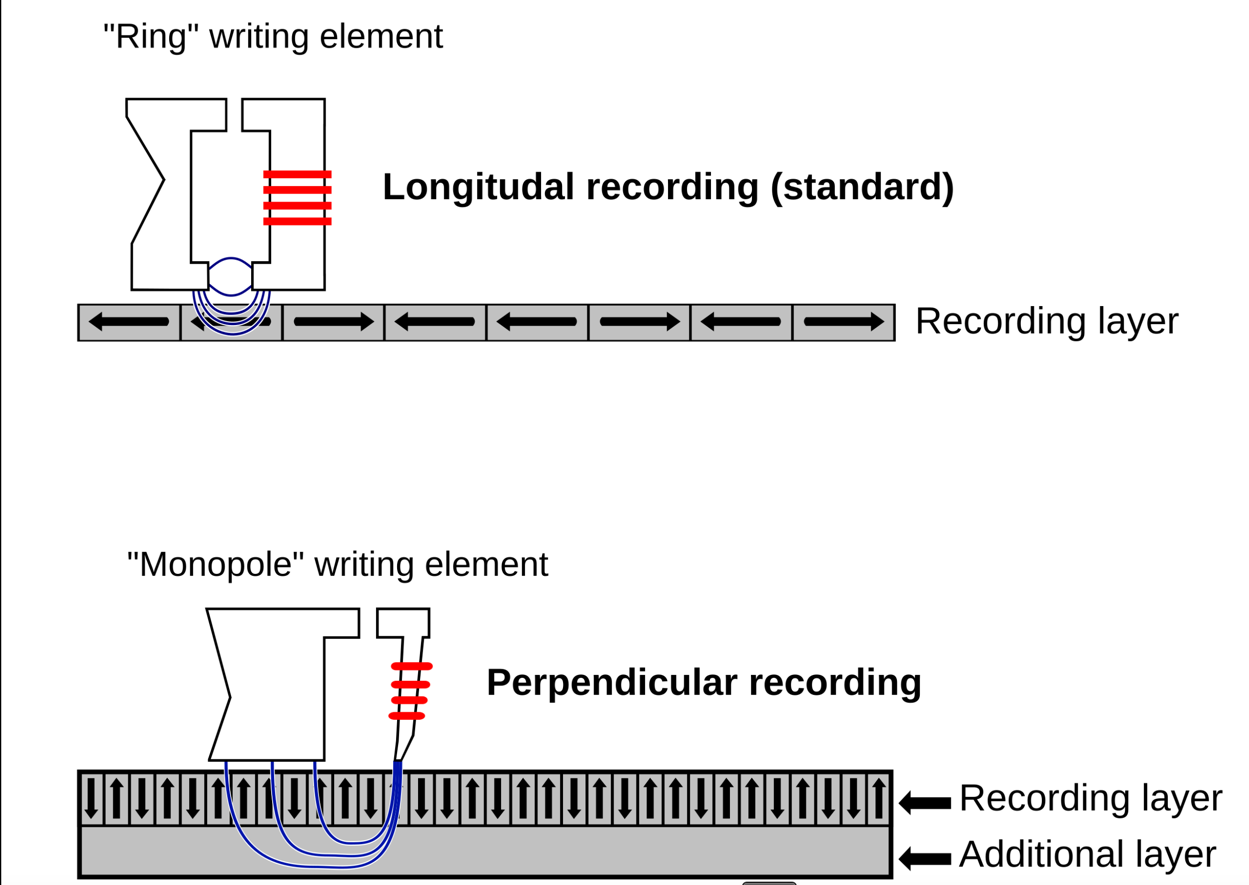 "Ring" writing element
Longitudal recording (standard)
Recording layer
"Monopole" writing element
Perpendicular recording
Recording layer
Additional layer